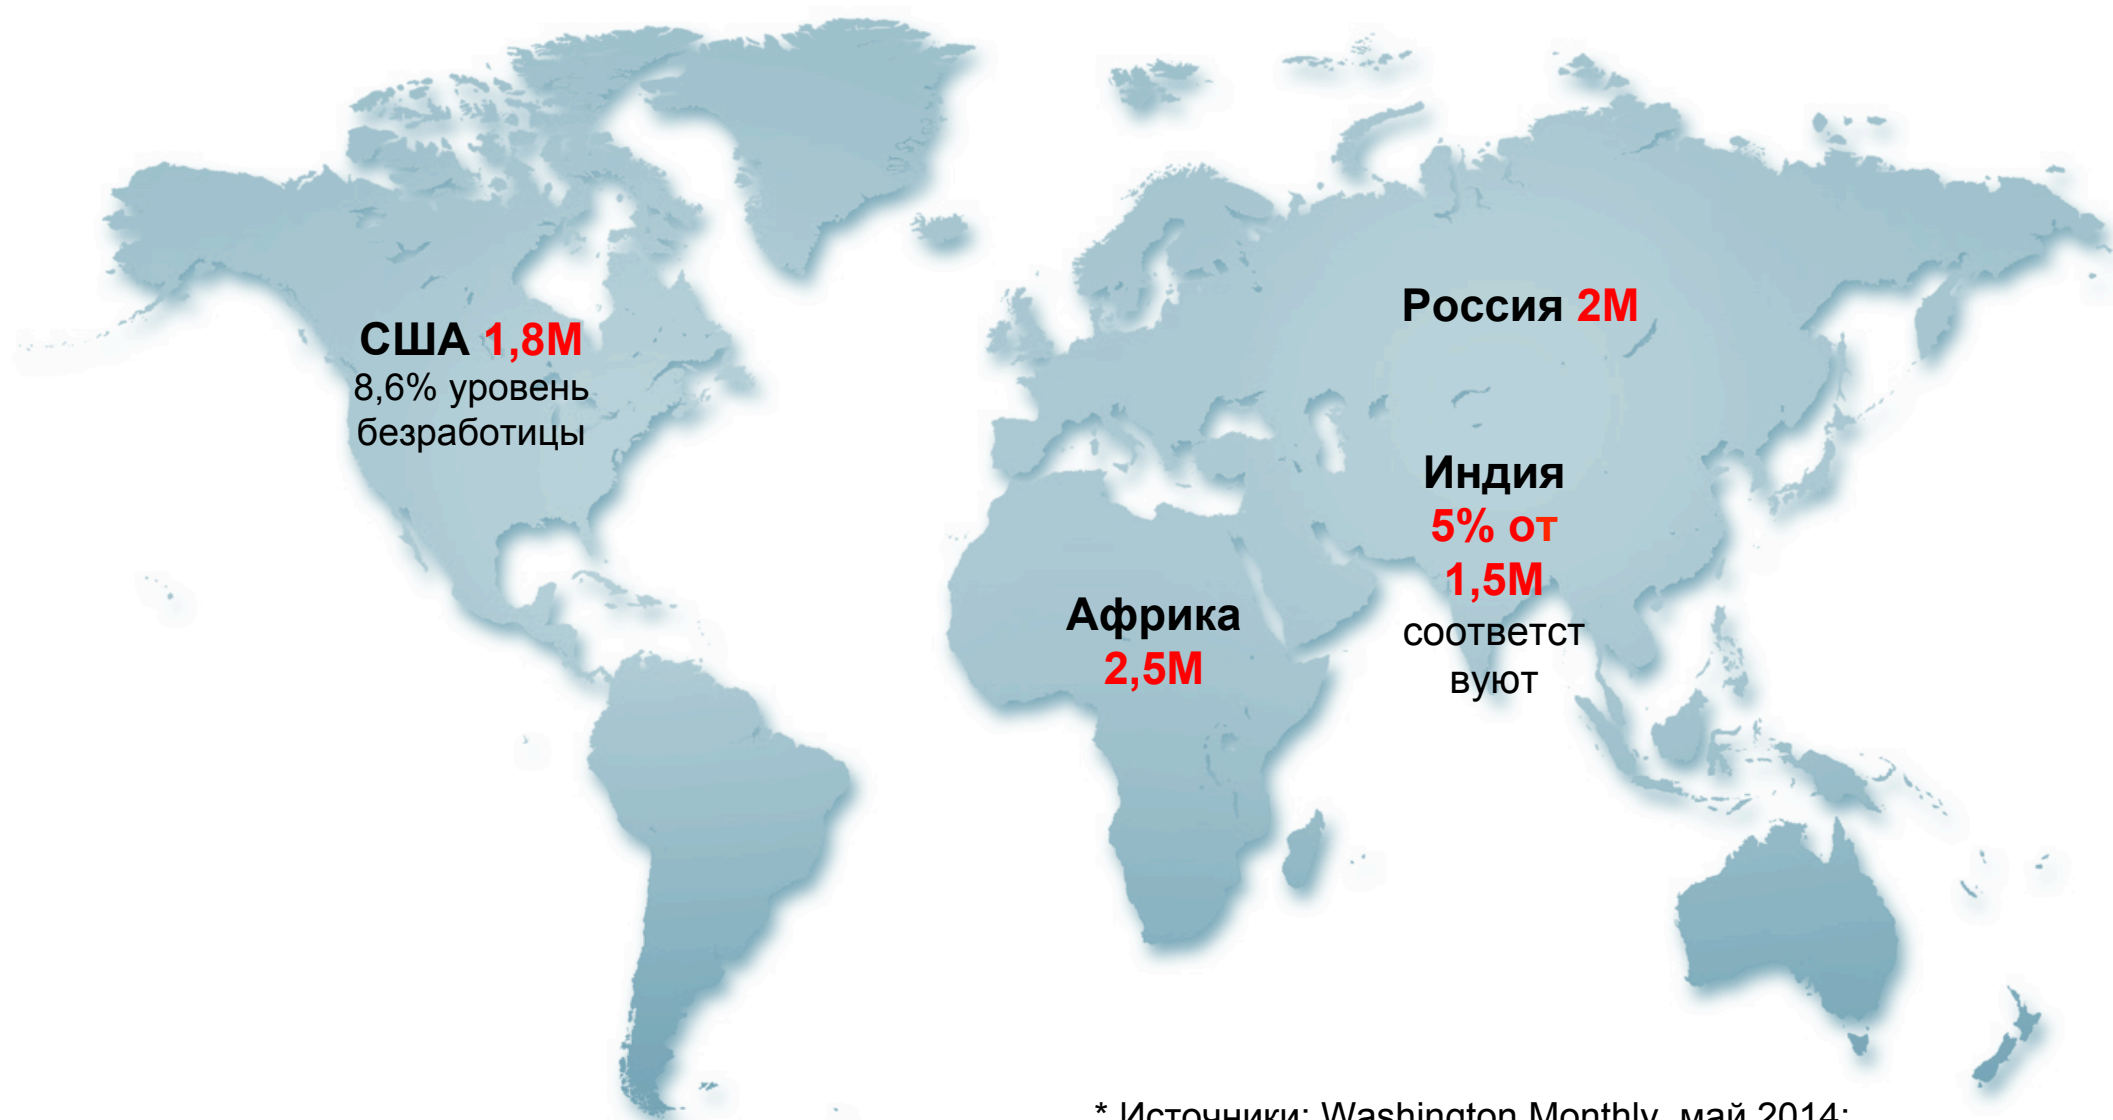 США 1,8М
8,6% уровень
безработицы
Россия 2М
Индия
5% от
1,5М
соответст
вуют
Африка
2,5М
* Источники: Washington Monthly, май 2014;